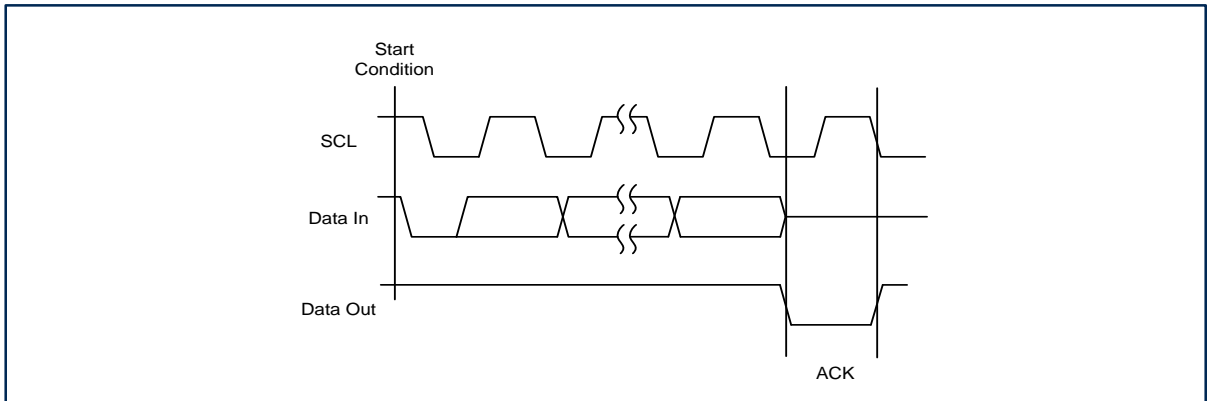 Start
Condition
SCL
Data In
Data Out
ACK